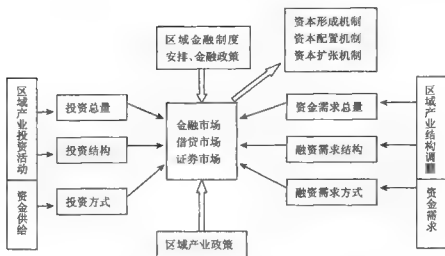 区域金融制度
安排、金融政策
资本形成机制
资本配置机制
资本扩张机制
区域产业投资活动
资金供给
投资总量
投资结构
投资方式
金融市场
借贷市场
证券市场
资金需求总量
融资需求结构
融资需求方式
区域产业结构调
资金需求
区域产业政策